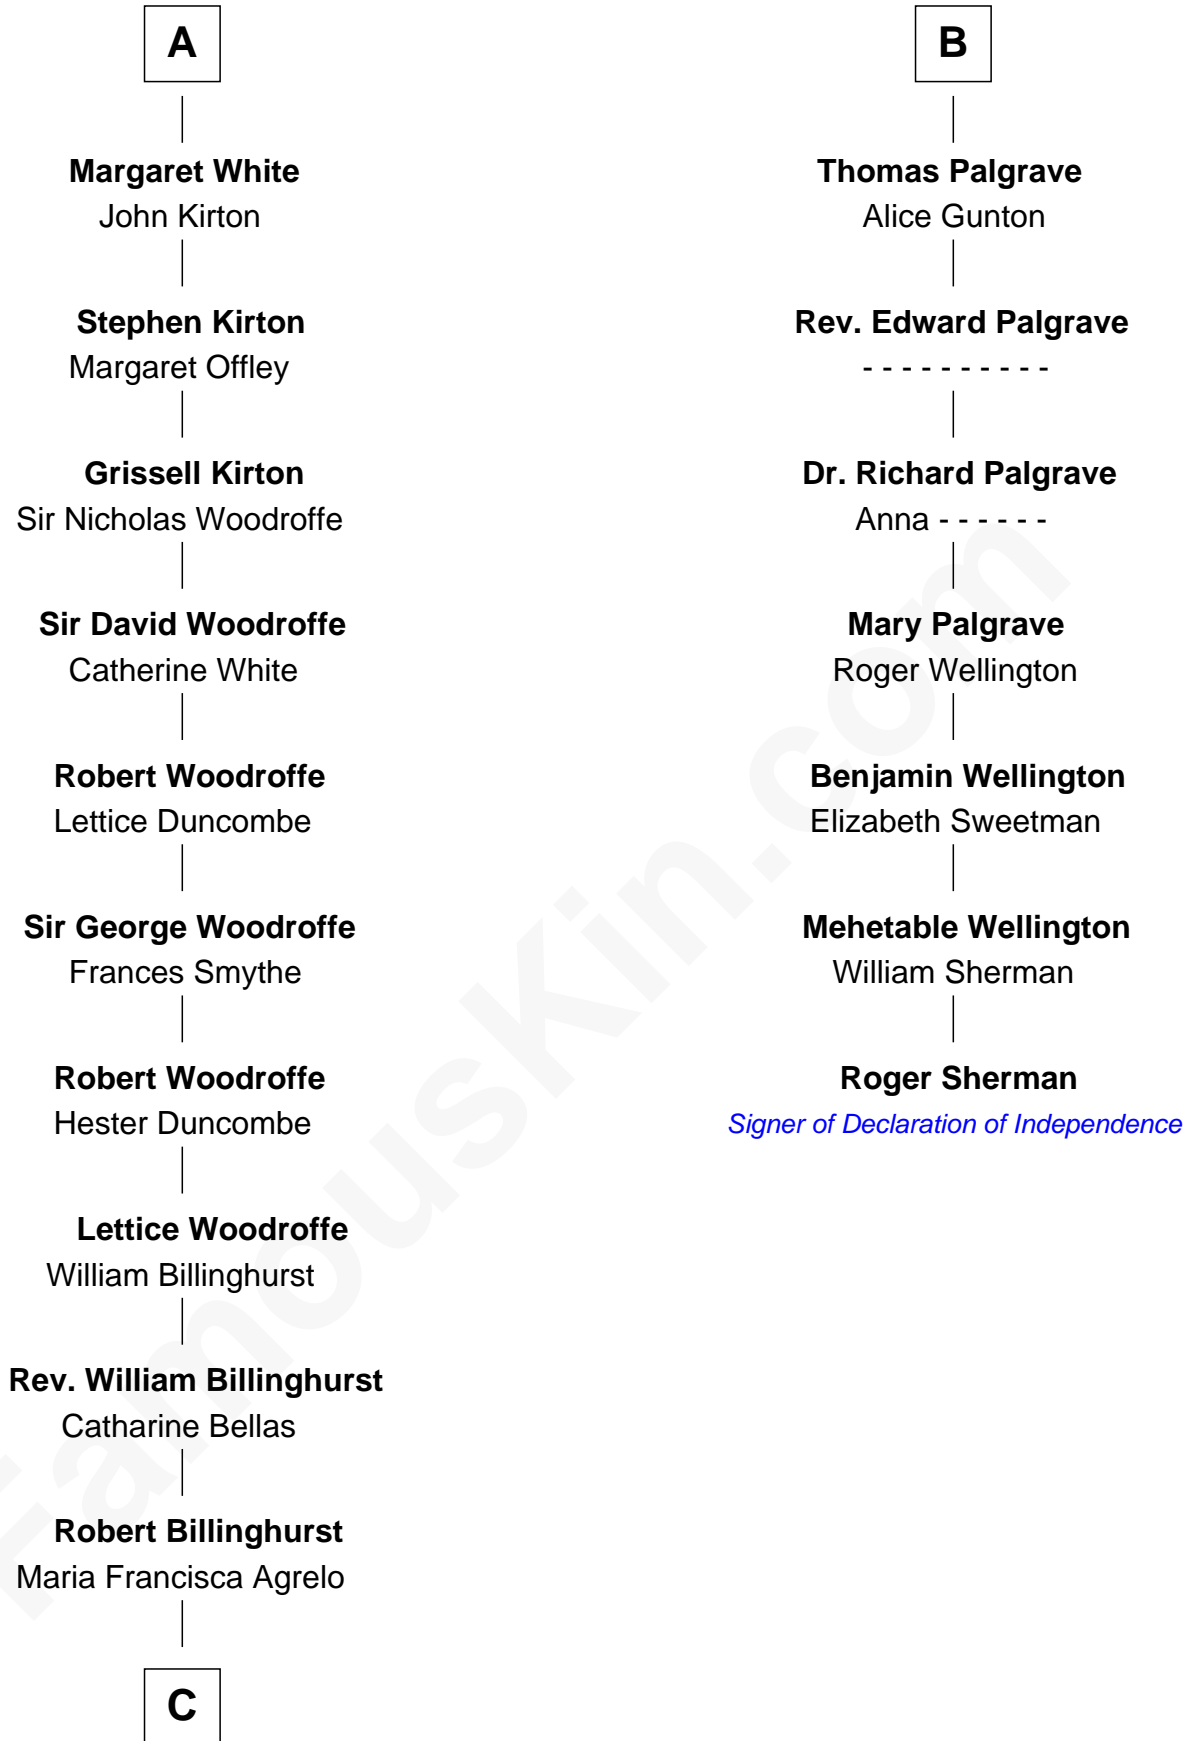 A
Margaret White
John Kirton
Stephen Kirton
Margaret Offley
Grissell Kirton
Sir Nicholas Woodroffe
Sir David Woodroffe
Catherine White
Robert Woodroffe
Lettice Duncombe
Sir George Woodroffe
Frances Smythe
Robert Woodroffe
Hester Duncombe
Lettice Woodroffe
William Billinghurst
Rev. William Billinghurst
Catharine Bellas
Robert Billinghurst
Maria Francisca Agrelo
C
B
Thomas Palgrave
Alice Gunton
Rev. Edward Palgrave
- - - - - - - - - -
Dr. Richard Palgrave
Anna - - - - - -
Mary Palgrave
Roger Wellington
Benjamin Wellington
Elizabeth Sweetman
Mehetable Wellington
William Sherman
Roger Sherman
Signer of Declaration of Independence
FamousKin.com